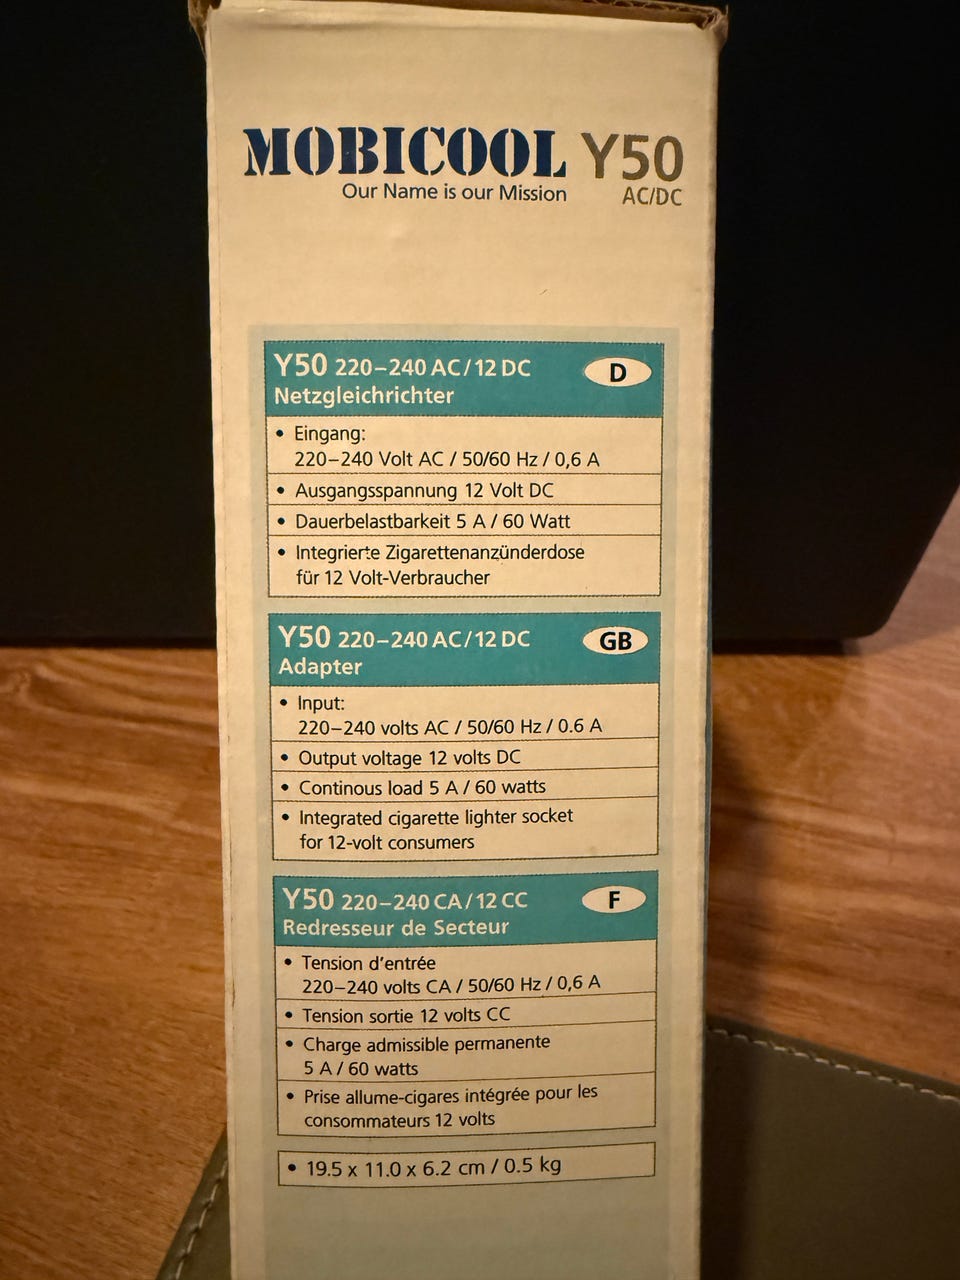 MOBICOOL Y50
Our Name is our Mission AC/DC
Y50 220–240 AC/12 DC D
Netzgleichrichter
• Eingang:
220–240 Volt AC / 50/60 Hz / 0,6 A
• Ausgangsspannung 12 Volt DC
• Dauerbelastbarkeit 5 A / 60 Watt
• Integrierte Zigarettenanzünderdose
für 12 Volt-Verbraucher
Y50 220–240 AC/12 DC GB
Adapter
• Input:
220–240 volts AC / 50/60 Hz / 0.6 A
• Output voltage 12 volts DC
• Continous load 5 A / 60 watts
• Integrated cigarette lighter socket
for 12-volt consumers
Y50 220–240 CA/12 CC F
Redresseur de Secteur
• Tension d’entrée
220–240 volts CA / 50/60 Hz / 0,6 A
• Tension sortie 12 volts CC
• Charge admissible permanente
5 A / 60 watts
• Prise allume-cigares intégrée pour les
consommateurs 12 volts
• 19.5 x 11.0 x 6.2 cm / 0.5 kg